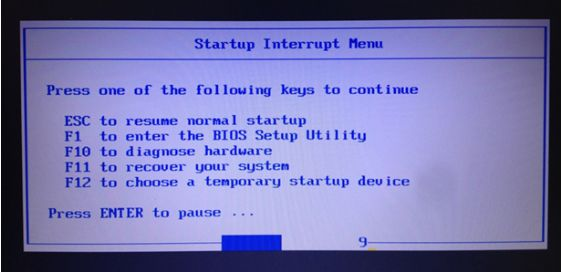 Startup Interrupt Menu
Press one of the following keys to continue
ESC to resume normal startup
F1 to enter the BIOS Setup Utility
F10 to diagnose hardware
F11 to recover your system
F12 to choose a temporary startup device
Press ENTER to pause ...
9